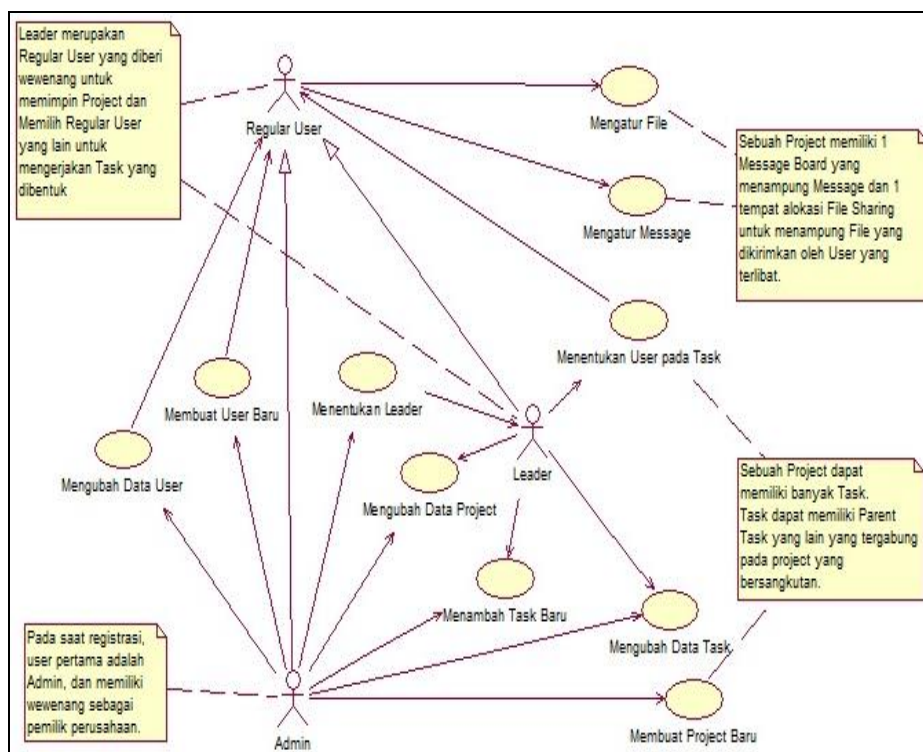 Leader merupakan
Regular User yang diberi
wewenang untuk
memimpin Project dan
Memilih Regular User
yang lain untuk
mengerjakan Task yang
dibentuk
Regular User
Mengatur File
Sebuah Project memiliki 1
Message Board yang
menampung Message dan 1
tempat alokasi File Sharing
untuk menampung File yang
dikirimkan oleh User yang
terlibat.
Mengatur Message
Menentukan User pada Task
Membuat User Baru
Menentukan Leader
Mengubah Data User
Leader
Mengubah Data Project
Sebuah Project dapat
memiliki banyak Task.
Task dapat memiliki Parent
Task yang lain yang tergabung
pada project yang
bersangkutan.
Menambah Task Baru
Mengubah Data Task
Pada saat registrasi,
user pertama adalah
Admin, dan memiliki
wewenang sebagai
pemilik perusahaan.
Admin
Membuat Project Baru